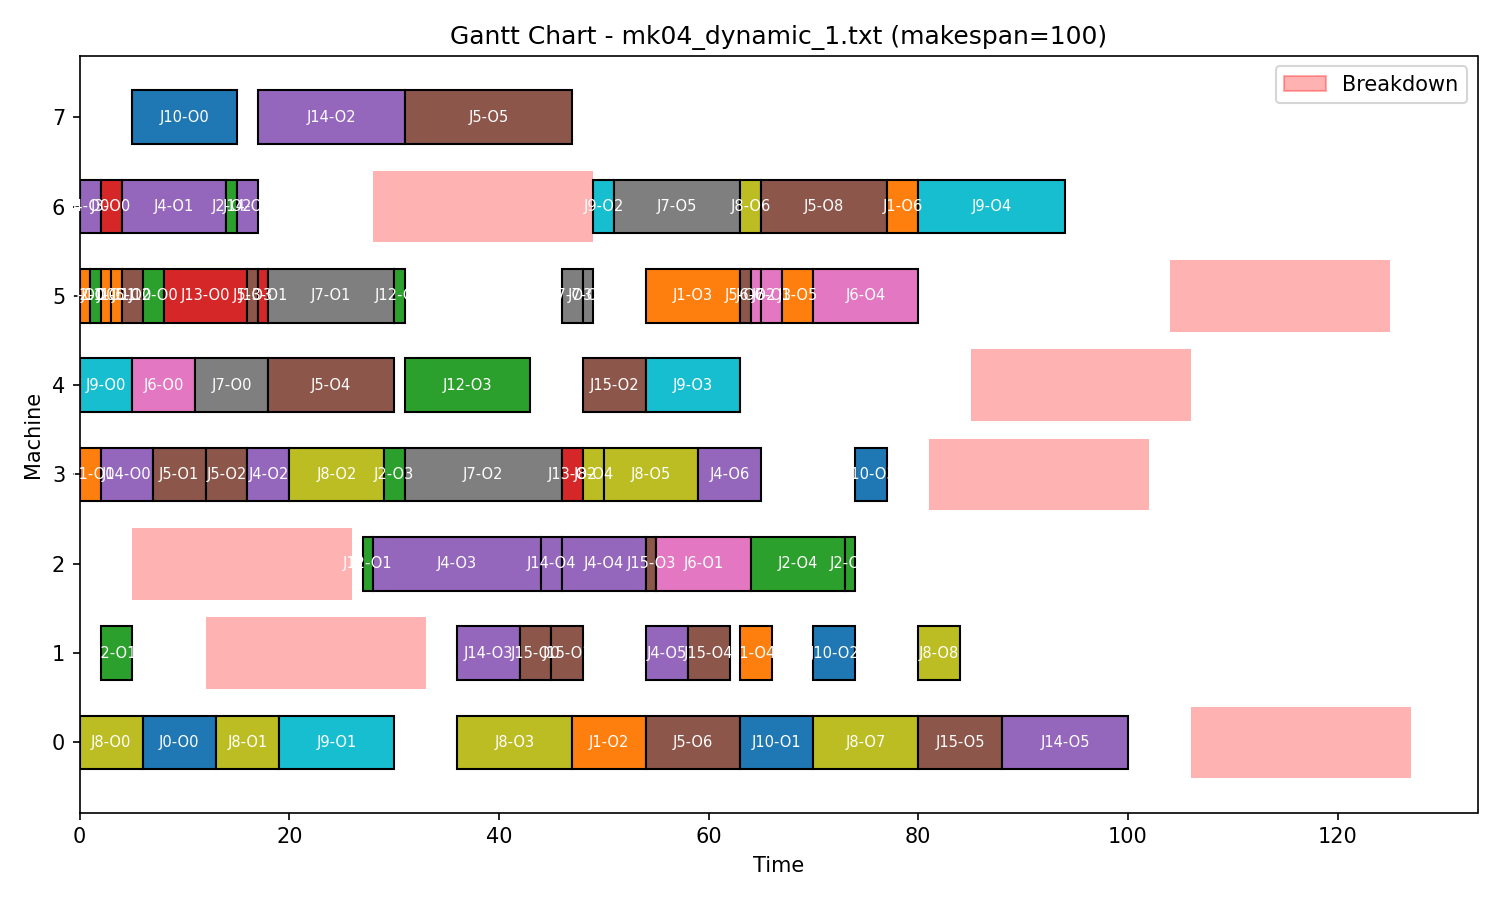 Gantt Chart - mk04_dynamic_1.txt (makespan=100)
Breakdown
7 J10-O0 J14-O2 J5-O5
6 J4-O1 J9-O2 J7-O5 J8-O6 J5-O8 J1-O6 J9-O4
5 J13-O0 J7-O1 J1-O3 J6-O4
4 J9-O0 J6-O0 J7-O0 J5-O4 J12-O3 J15-O2 J9-O3
3 J14-O0 J5-O1 J5-O2 J4-O2 J8-O2 J2-O3 J7-O2 J8-O5 J4-O6
2 J12-O1 J4-O3 J14-O4 J4-O4 J15-O3 J6-O1 J2-O4
1 J14-O3 J4-O5 J15-O4 J10-O2 J8-O8
0 J8-O0 J0-O0 J8-O1 J9-O1 J8-O3 J1-O2 J5-O6 J10-O1 J8-O7 J15-O5 J14-O5
Machine
0 20 40 60 80 100 120
Time